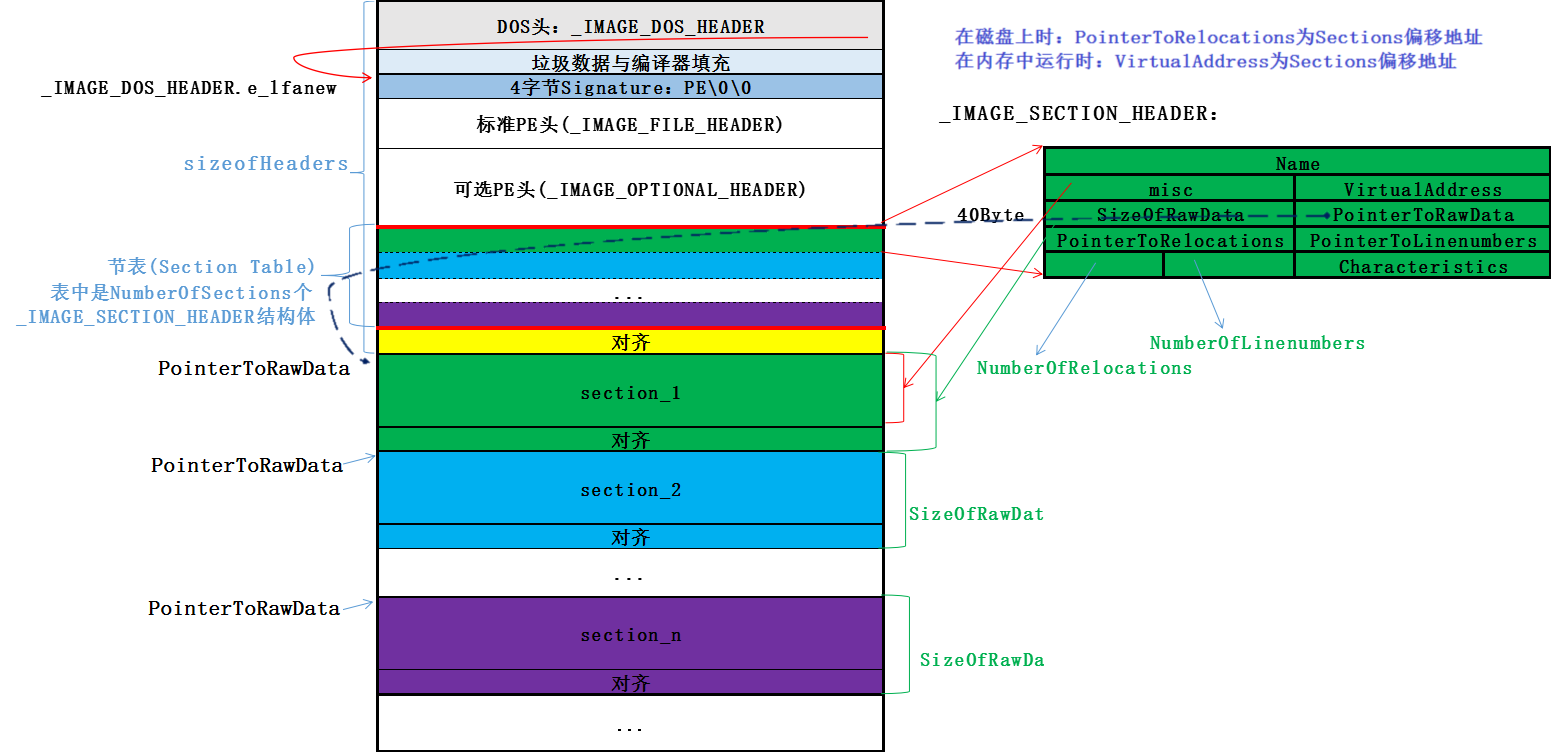 DOS头：_IMAGE_DOS_HEADER
垃圾数据与编译器填充
4字节Signature：PE\0\0
标准PE头(_IMAGE_FILE_HEADER)
可选PE头(_IMAGE_OPTIONAL_HEADER)
...
对齐
section_1
对齐
section_2
对齐
...
section_n
对齐
...
_IMAGE_DOS_HEADER.e_lfanew
sizeofHeaders
节表(Section Table)
表中是NumberOfSections个
_IMAGE_SECTION_HEADER结构体
PointerToRawData
PointerToRawData
PointerToRawData
在磁盘上时：PointerToRelocations为Sections偏移地址
在内存中运行时：VirtualAddress为Sections偏移地址
_IMAGE_SECTION_HEADER：
40Byte
Name
misc VirtualAddress
SizeOfRawData PointerToRawData
PointerToRelocations PointerToLinenumbers
Characteristics
NumberOfLinenumbers
NumberOfRelocations
SizeOfRawDat
SizeOfRawDa